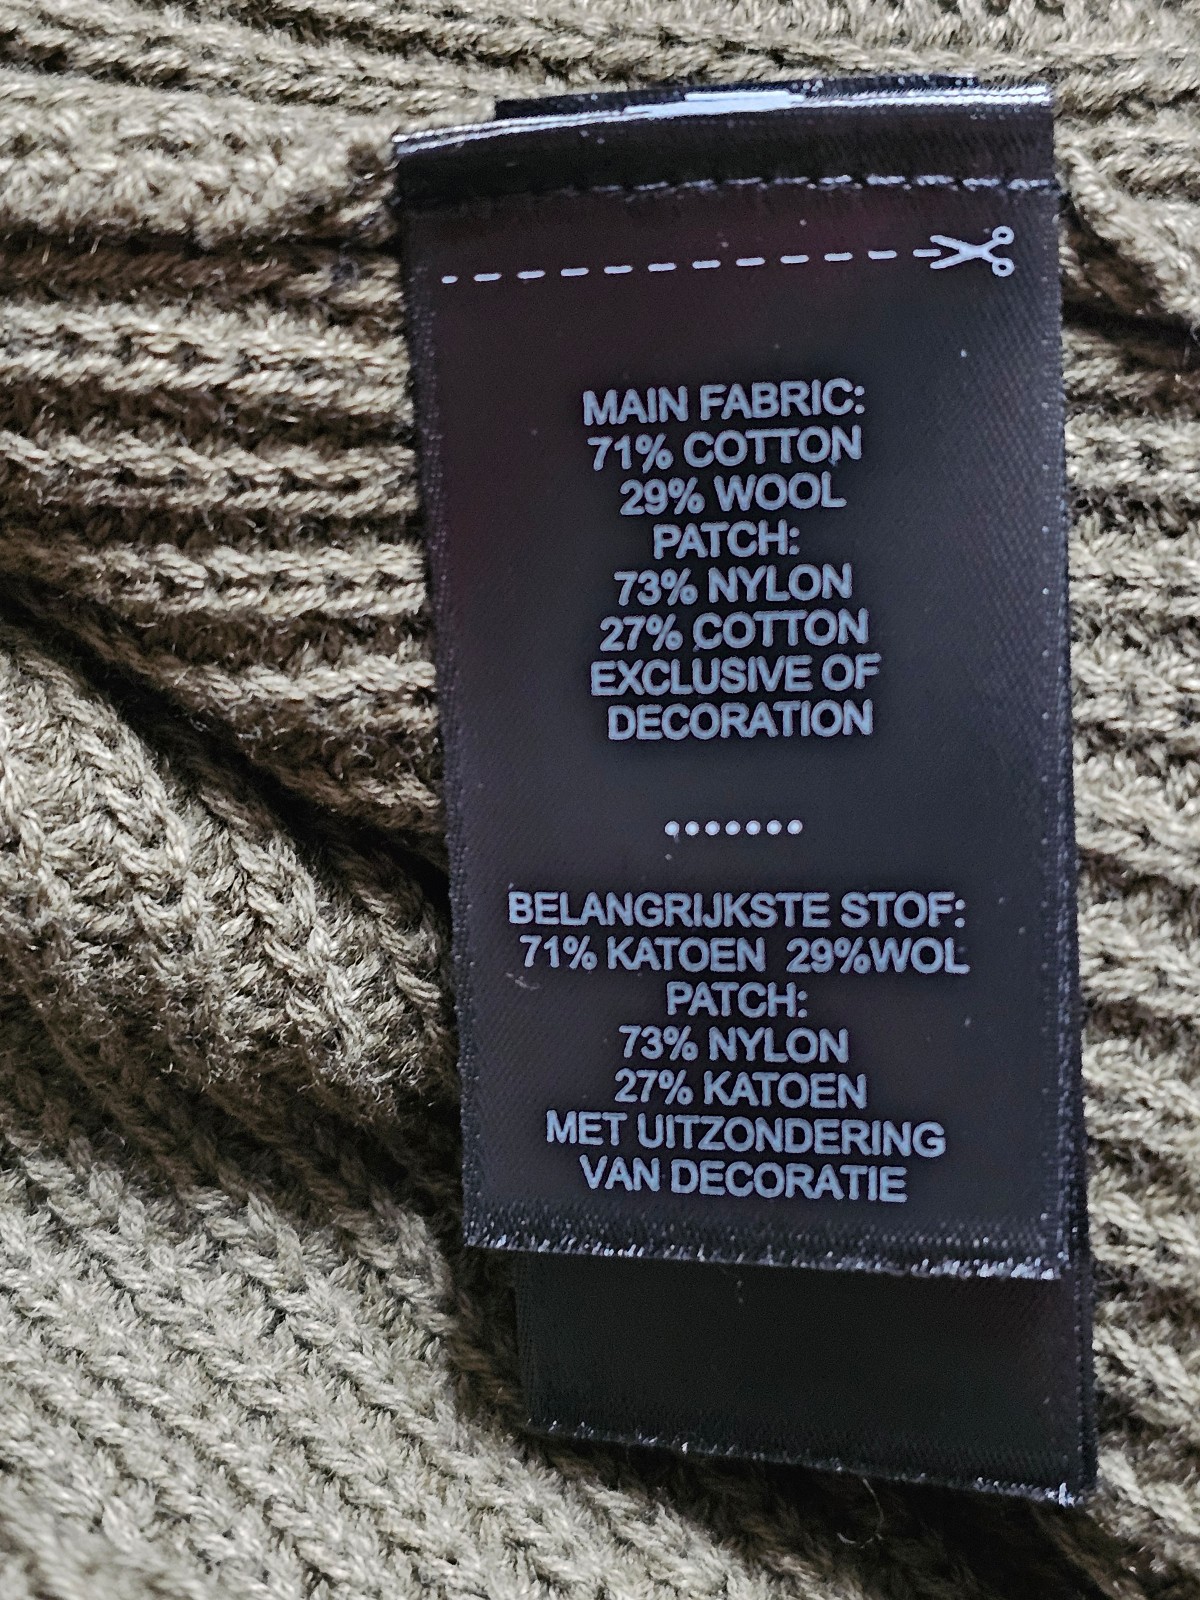 MAIN FABRIC:
71% COTTON
29% WOOL
PATCH:
73% NYLON
27% COTTON
EXCLUSIVE OF
DECORATION
•••••••
BELANGRIJKSTE STOF:
71% KATOEN 29%WOL
PATCH:
73% NYLON
27% KATOEN
MET UITZONDERING
VAN DECORATIE